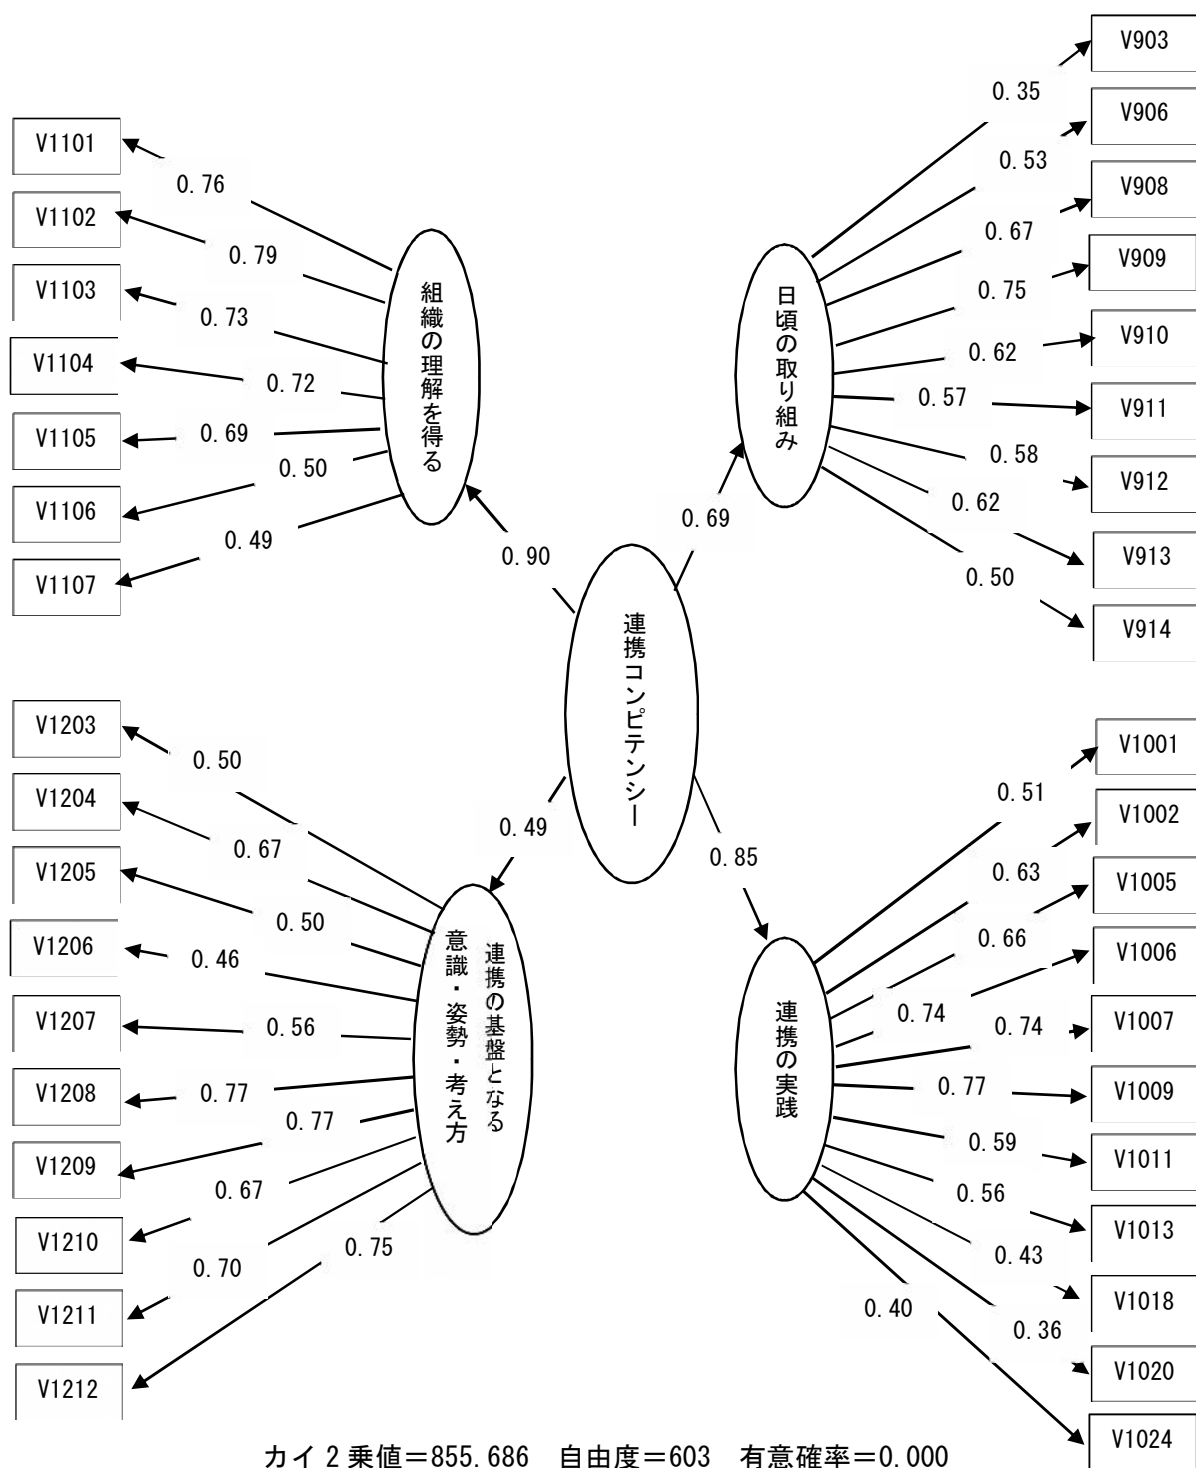 V903
0.35
V906
0.53
V908
0.67
V909
0.75
V910
0.62
V911
0.57
V912
0.58
V913
0.62
V914
0.50
日頃の取り組み
0.69
V1101
0.76
V1102
0.79
V1103
0.73
V1104
0.72
V1105
0.69
V1106
0.50
V1107
0.49
組織の理解を得る
0.90
連携コンピテンシー
V1203
0.50
V1204
0.67
V1205
0.50
V1206
0.46
V1207
0.56
V1208
0.77
V1209
0.77
V1210
0.67
V1211
0.70
V1212
0.75
連携の基盤となる
意識・姿勢・考え方
0.49
0.85
連携の実践
V1001
0.51
V1002
0.63
V1005
0.66
V1006
0.74
V1007
0.74
V1009
0.77
V1011
0.59
V1013
0.56
V1018
0.43
V1020
0.36
V1024
0.40
カイ2乗値=855.686 自由度=603 有意確率=0.000